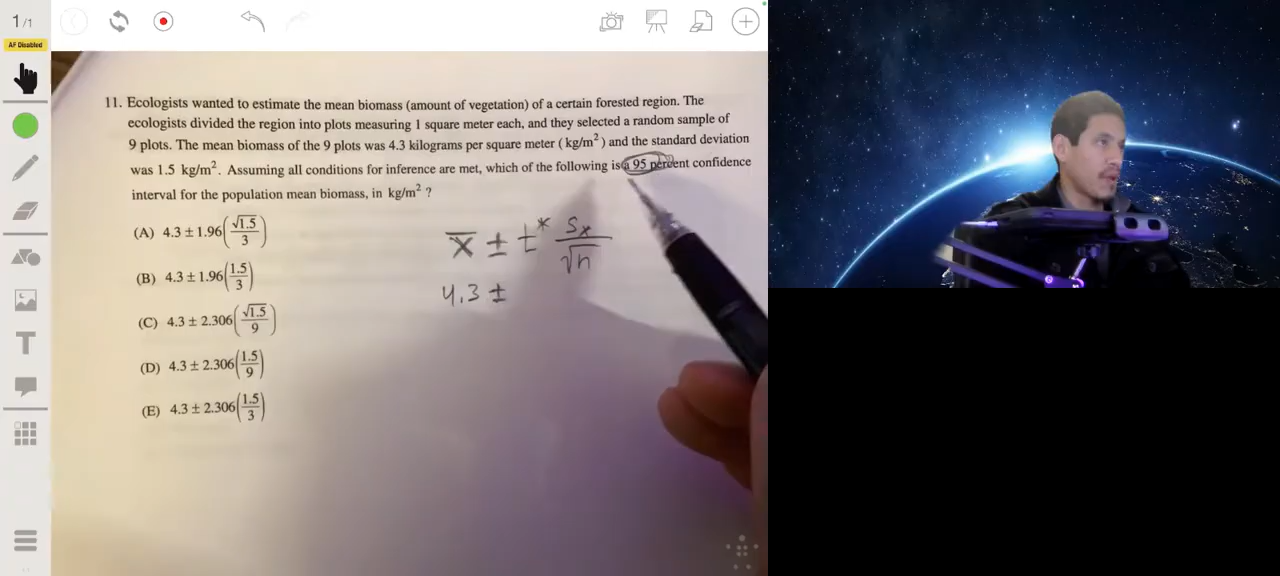 1/1
AF Disabled
11. Ecologists wanted to estimate the mean biomass (amount of vegetation) of a certain forested region. The
ecologists divided the region into plots measuring 1 square meter each, and they selected a random sample of
9 plots. The mean biomass of the 9 plots was 4.3 kilograms per square meter (kg/m²) and the standard deviation
was 1.5 kg/m². Assuming all conditions for inference are met, which of the following is a 95 percent confidence
interval for the population mean biomass, in kg/m² ?
(A) 4.3 ± 1.96(√1.5/3)
(B) 4.3 ± 1.96(1.5/3)
(C) 4.3 ± 2.306(√1.5/9)
(D) 4.3 ± 2.306(1.5/9)
(E) 4.3 ± 2.306(1.5/3)
x̄ ± t* Sx/√n
4.3 ±
T